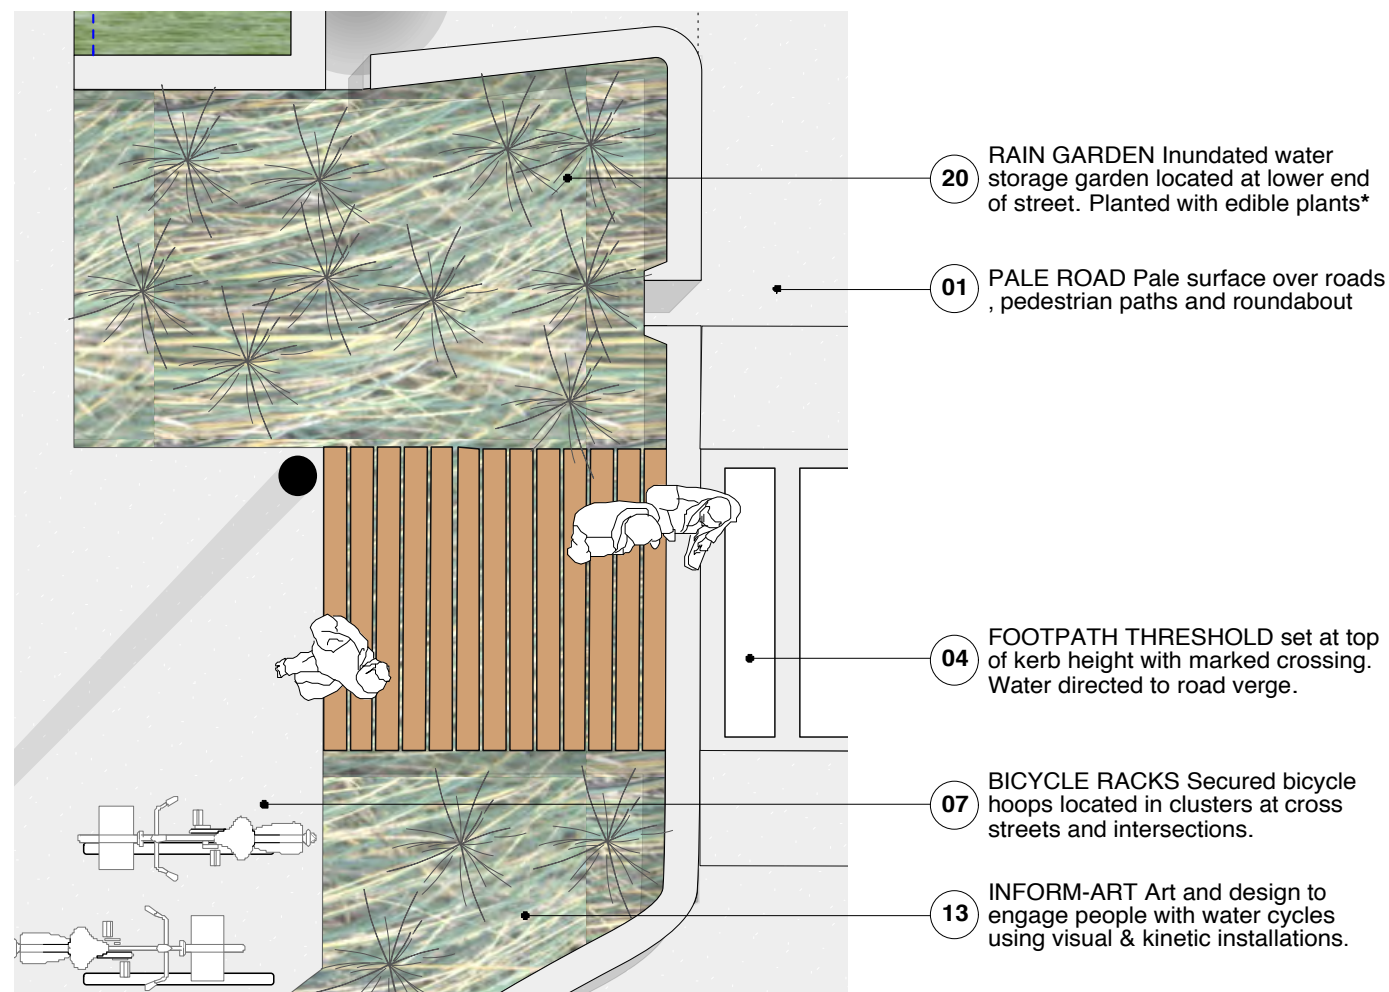 20
RAIN GARDEN Inundated water
storage garden located at lower end
of street. Planted with edible plants*
01
PALE ROAD Pale surface over roads
, pedestrian paths and roundabout
04
FOOTPATH THRESHOLD set at top
of kerb height with marked crossing.
Water directed to road verge.
07
BICYCLE RACKS Secured bicycle
hoops located in clusters at cross
streets and intersections.
13
INFORM-ART Art and design to
engage people with water cycles
using visual & kinetic installations.